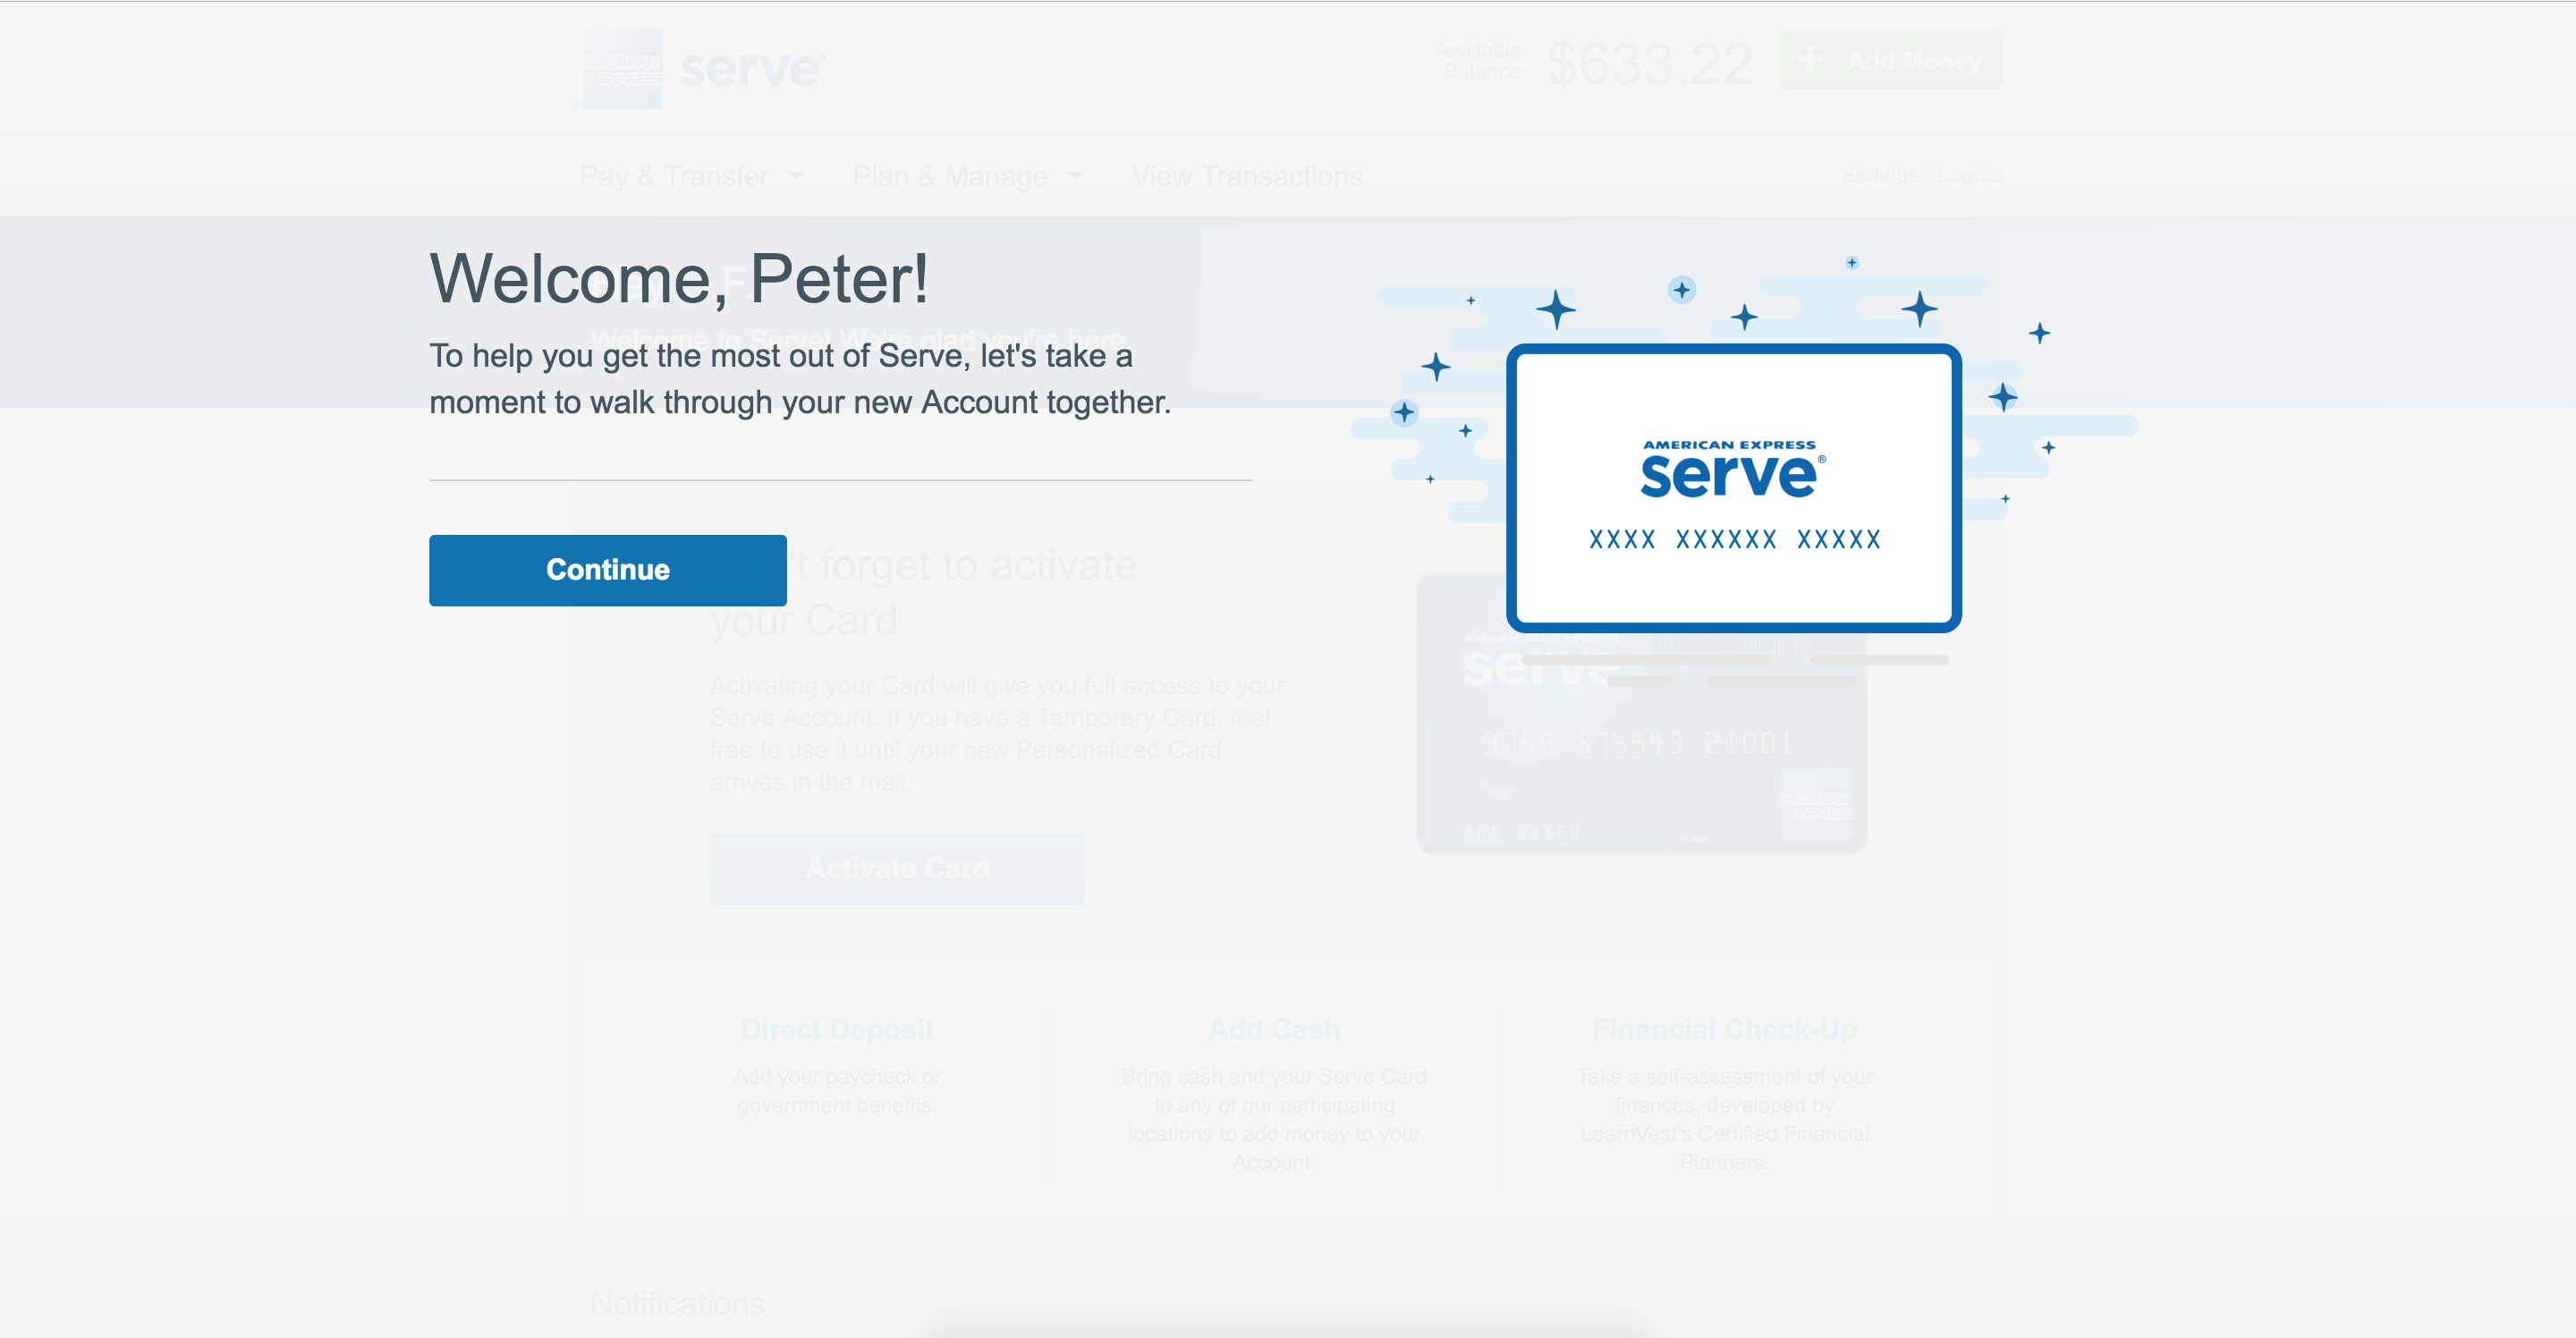 AMERICAN
EXPRESS
serve
Available
Balance
$633.22
+ Add Money
Pay & Transfer
Plan & Manage
View Transactions
Settings | Logout
Welcome, Peter!
Welcome to Serve! We're glad you're here
To help you get the most out of Serve, let's take a
moment to walk through your new Account together.
Continue
AMERICAN EXPRESS
serve®
XXXX XXXXXX XXXXX
't forget to activate
your Card
Activating your Card will give you full access to your
Serve Account. If you have a Temporary Card, feel
free to use it until your new Personalized Card
arrives in the mail.
Activate Card
AMERICAN EXPRESS
serve
3759 876543 21001
AMERICAN
EXPRESS
ANN BAKER
Direct Deposit
Add your paycheck or
government benefits.
Add Cash
Bring cash and your Serve Card
to any of our participating
locations to add money to your
Account.
Financial Check-Up
Take a self-assessment of your
finances, developed by
LearnVest's Certified Financial
Planners.
Notifications